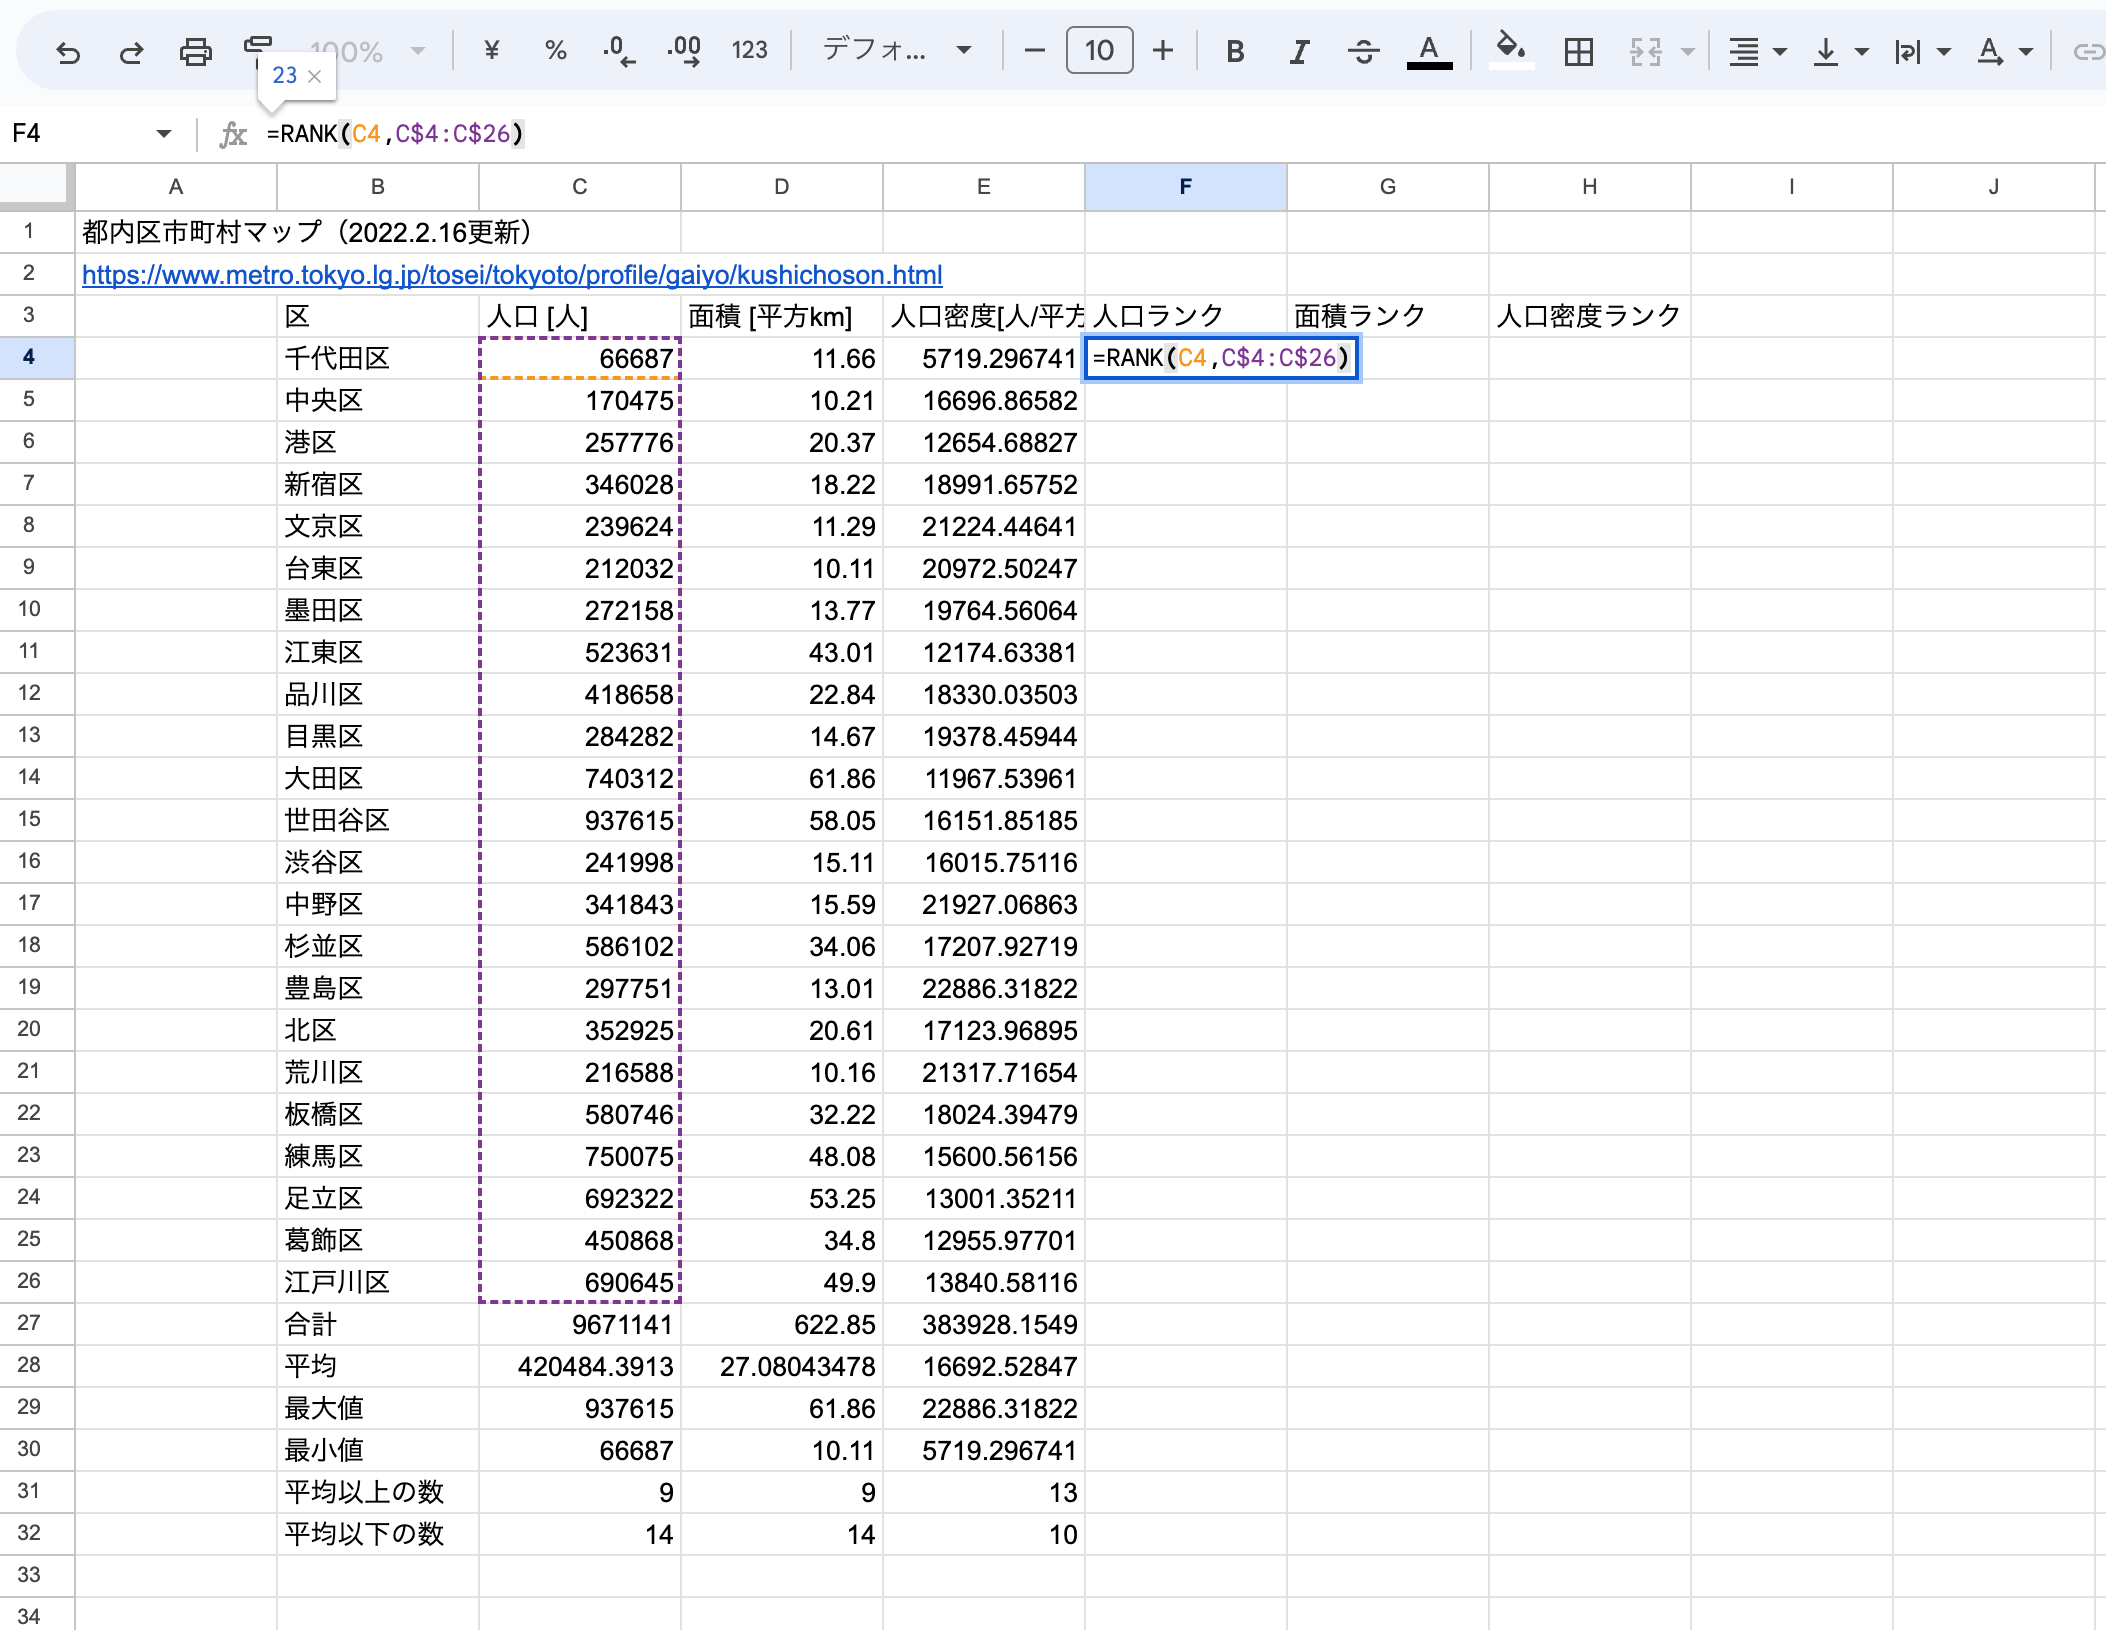 100% ¥ % .0 .00 123 デフォ... 10 B I A A
23 ×
F4 fx =RANK(C4,C$4:C$26)
A B C D E F G H I J
1 都内区市町村マップ（2022.2.16更新）
2 https://www.metro.tokyo.lg.jp/tosei/tokyoto/profile/gaiyo/kushichoson.html
3 区 人口 [人] 面積 [平方km] 人口密度[人/平方 人口ランク 面積ランク 人口密度ランク
4 千代田区 66687 11.66 5719.296741 =RANK(C4,C$4:C$26)
5 中央区 170475 10.21 16696.86582
6 港区 257776 20.37 12654.68827
7 新宿区 346028 18.22 18991.65752
8 文京区 239624 11.29 21224.44641
9 台東区 212032 10.11 20972.50247
10 墨田区 272158 13.77 19764.56064
11 江東区 523631 43.01 12174.63381
12 品川区 418658 22.84 18330.03503
13 目黒区 284282 14.67 19378.45944
14 大田区 740312 61.86 11967.53961
15 世田谷区 937615 58.05 16151.85185
16 渋谷区 241998 15.11 16015.75116
17 中野区 341843 15.59 21927.06863
18 杉並区 586102 34.06 17207.92719
19 豊島区 297751 13.01 22886.31822
20 北区 352925 20.61 17123.96895
21 荒川区 216588 10.16 21317.71654
22 板橋区 580746 32.22 18024.39479
23 練馬区 750075 48.08 15600.56156
24 足立区 692322 53.25 13001.35211
25 葛飾区 450868 34.8 12955.97701
26 江戸川区 690645 49.9 13840.58116
27 合計 9671141 622.85 383928.1549
28 平均 420484.3913 27.08043478 16692.52847
29 最大値 937615 61.86 22886.31822
30 最小値 66687 10.11 5719.296741
31 平均以上の数 9 9 13
32 平均以下の数 14 14 10
33
34